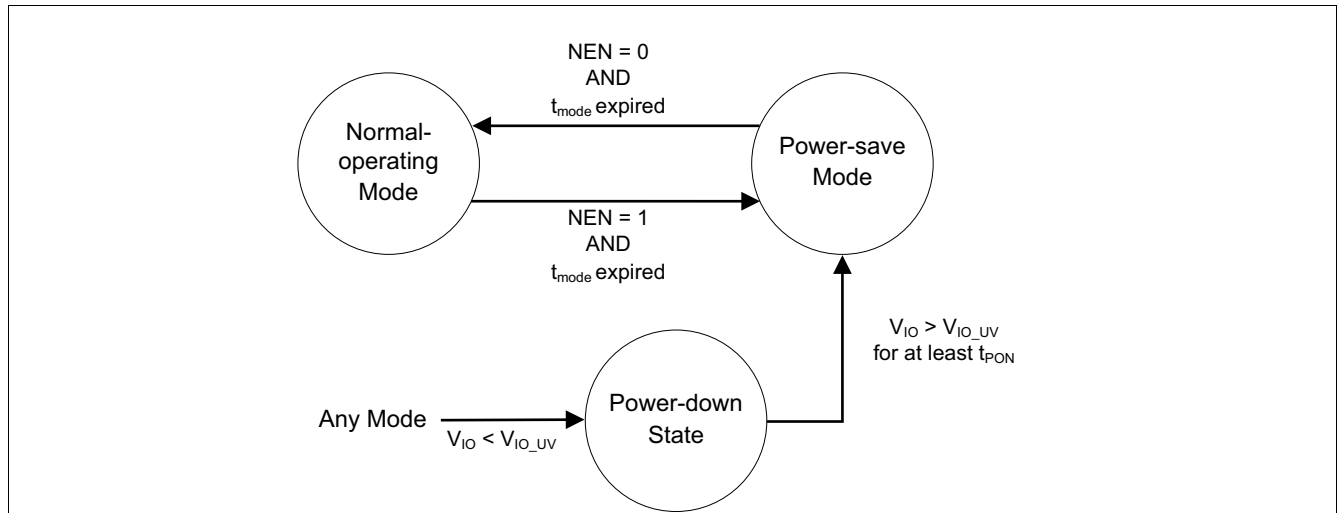 NEN = 0
AND
tmode expired
Normal-
operating
Mode
Power-save
Mode
NEN = 1
AND
tmode expired
VIO > VIO_UV
for at least tPON
Power-down
State
Any Mode
VIO < VIO_UV